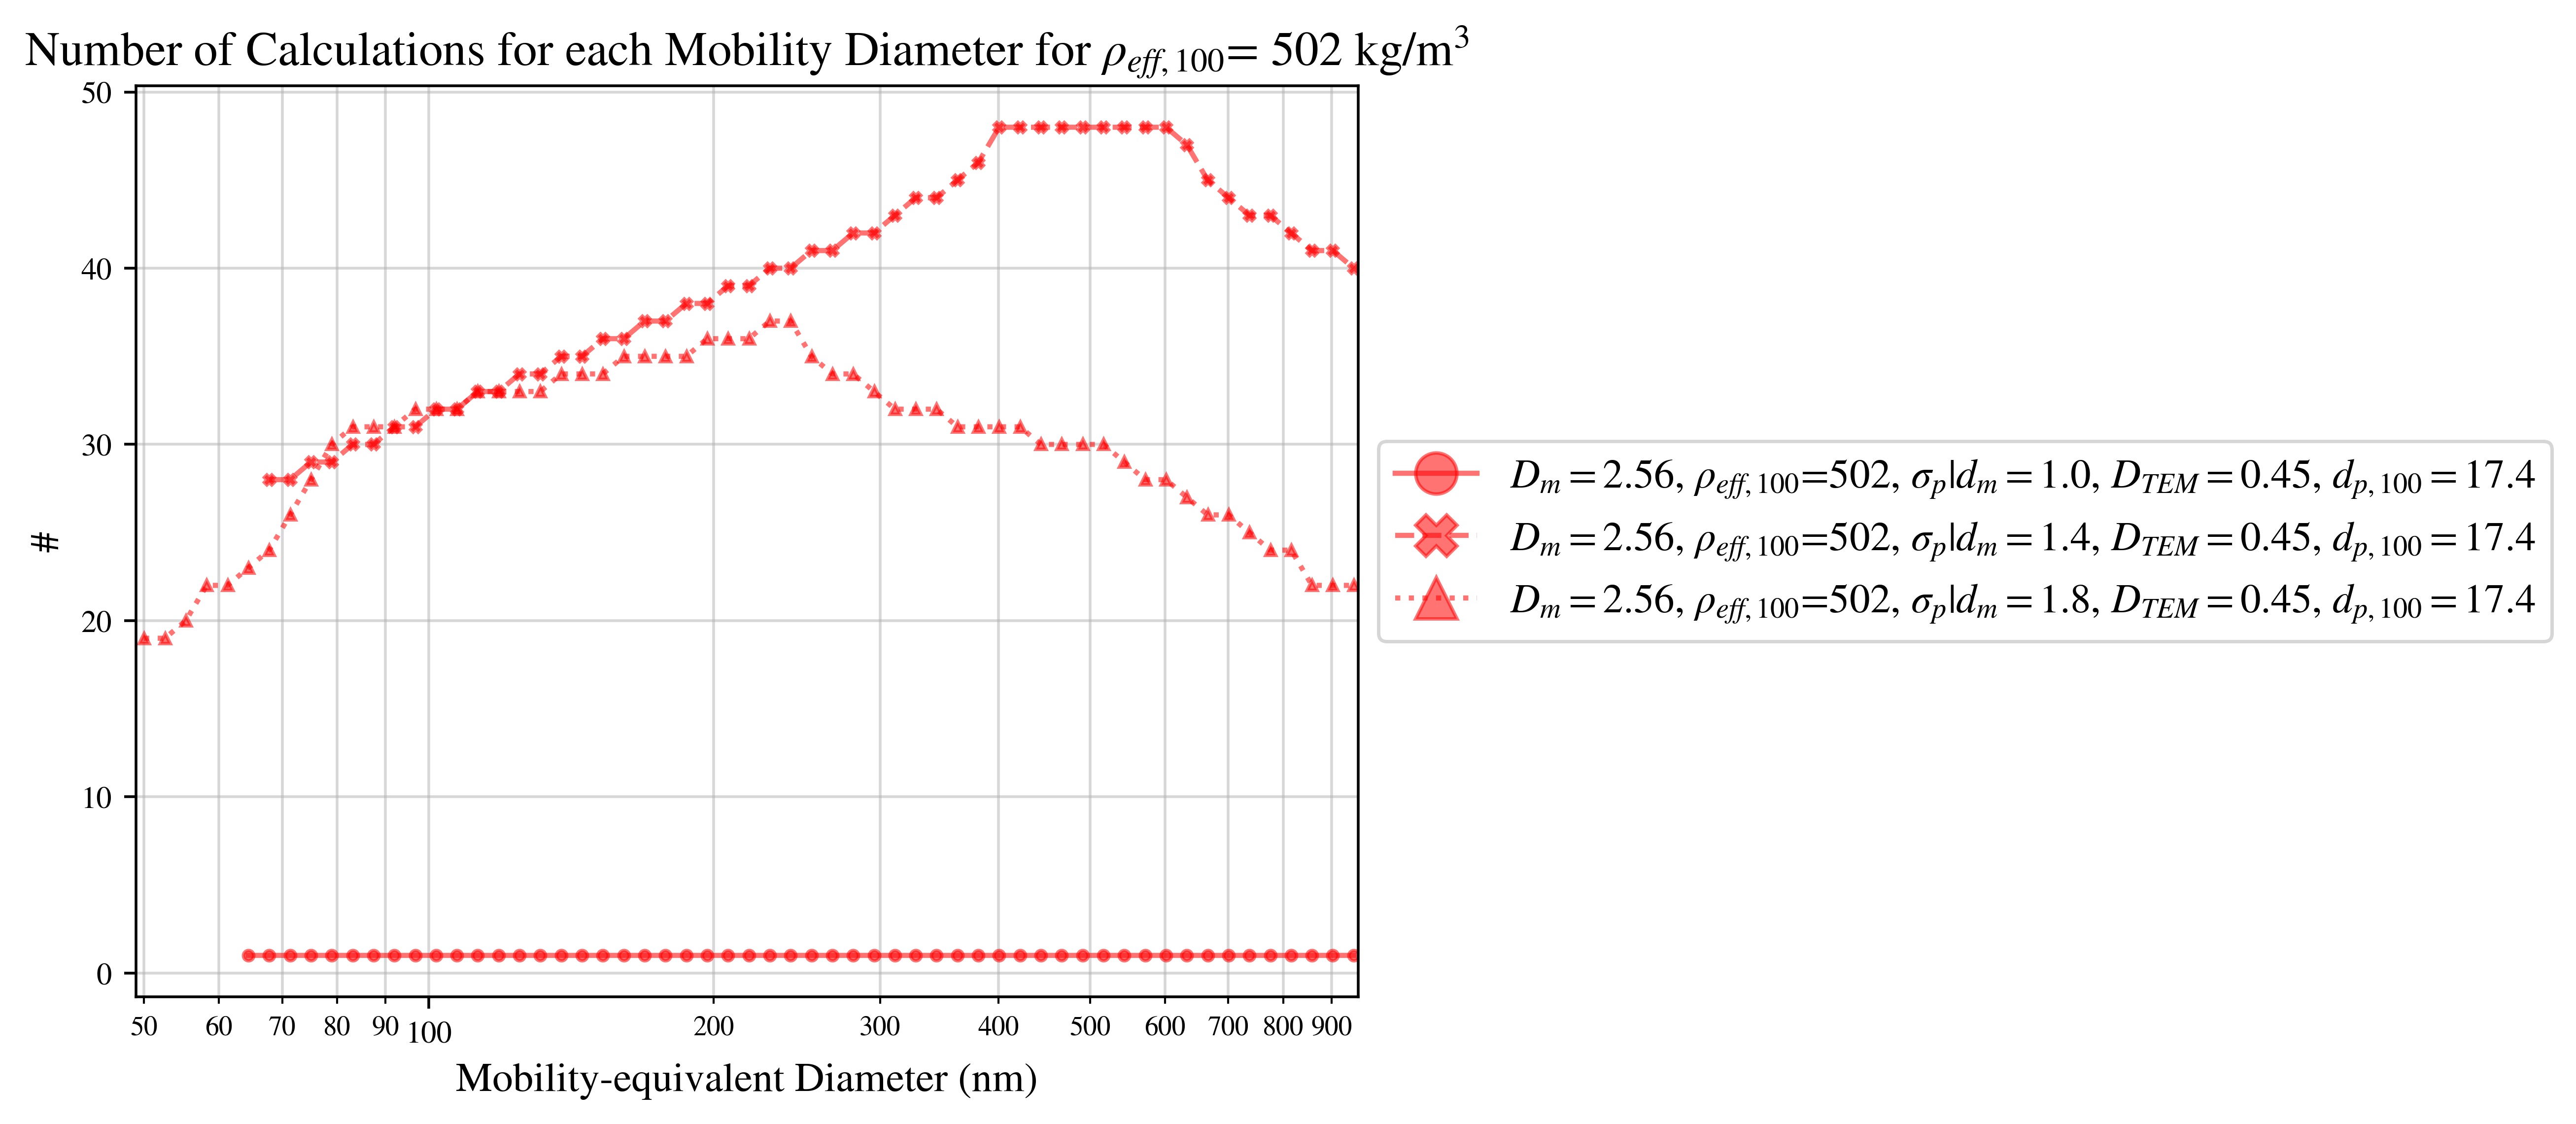 Number of Calculations for each Mobility Diameter for ρeff,100= 502 kg/m³
50
40
30
20
10
0
#
50 60 70 80 90 100 200 300 400 500 600 700 800 900
Mobility-equivalent Diameter (nm)
Dm = 2.56, ρeff,100=502, σp|dm = 1.0, DTEM = 0.45, dp,100 = 17.4
Dm = 2.56, ρeff,100=502, σp|dm = 1.4, DTEM = 0.45, dp,100 = 17.4
Dm = 2.56, ρeff,100=502, σp|dm = 1.8, DTEM = 0.45, dp,100 = 17.4